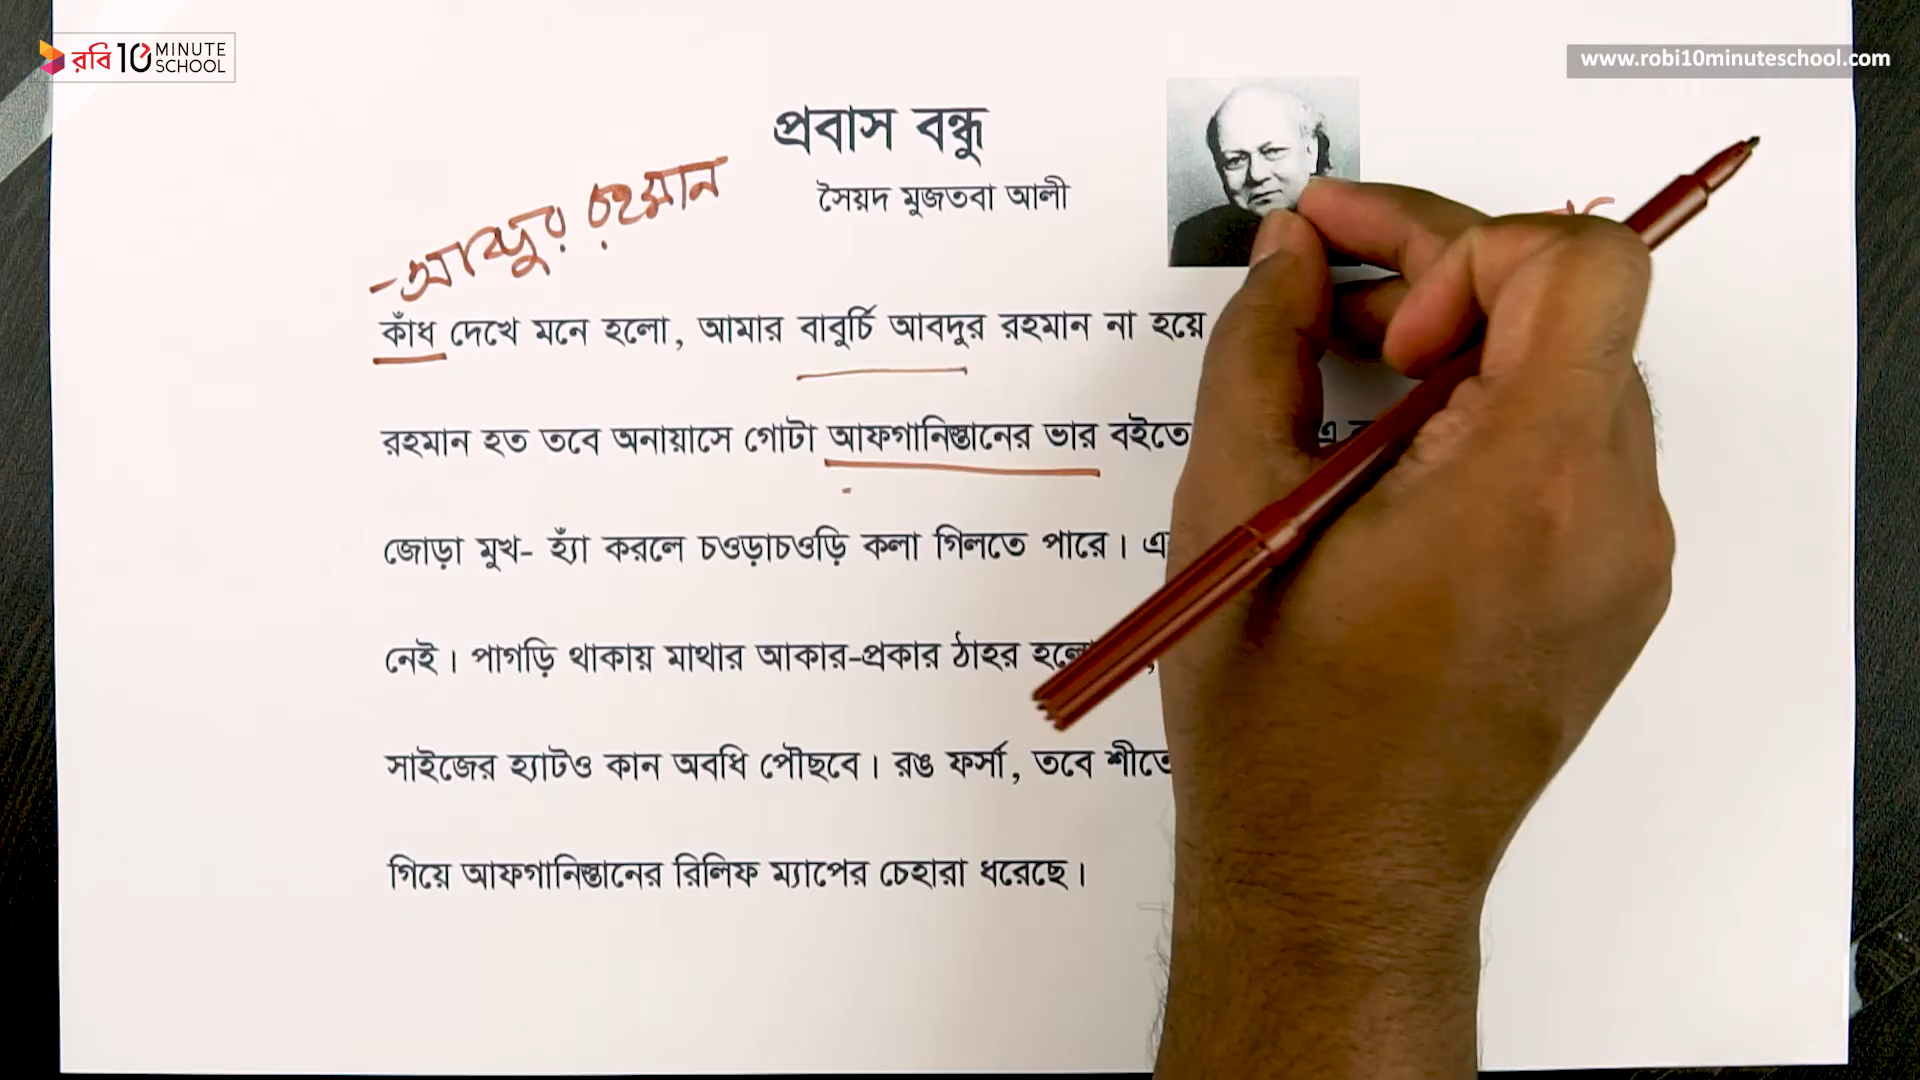 রবি 10 MINUTE SCHOOL
www.robi10minuteschool.com
প্রবাস বন্ধু
সৈয়দ মুজতবা আলী
-আবদুর রহমান
কাঁধ দেখে মনে হলো, আমার বাবুর্চি আবদুর রহমান না হয়ে
রহমান হত তবে অনায়াসে গোটা আফগানিস্তানের ভার বইতে এ
জোড়া মুখ- হ্যাঁ করলে চওড়াচওড়ি কলা গিলতে পারে। এ
নেই। পাগড়ি থাকায় মাথার আকার-প্রকার ঠাহর
সাইজের হ্যাটও কান অবধি পৌছবে। রঙ ফর্সা, তবে শীতে
গিয়ে আফগানিস্তানের রিলিফ ম্যাপের চেহারা ধরেছে।